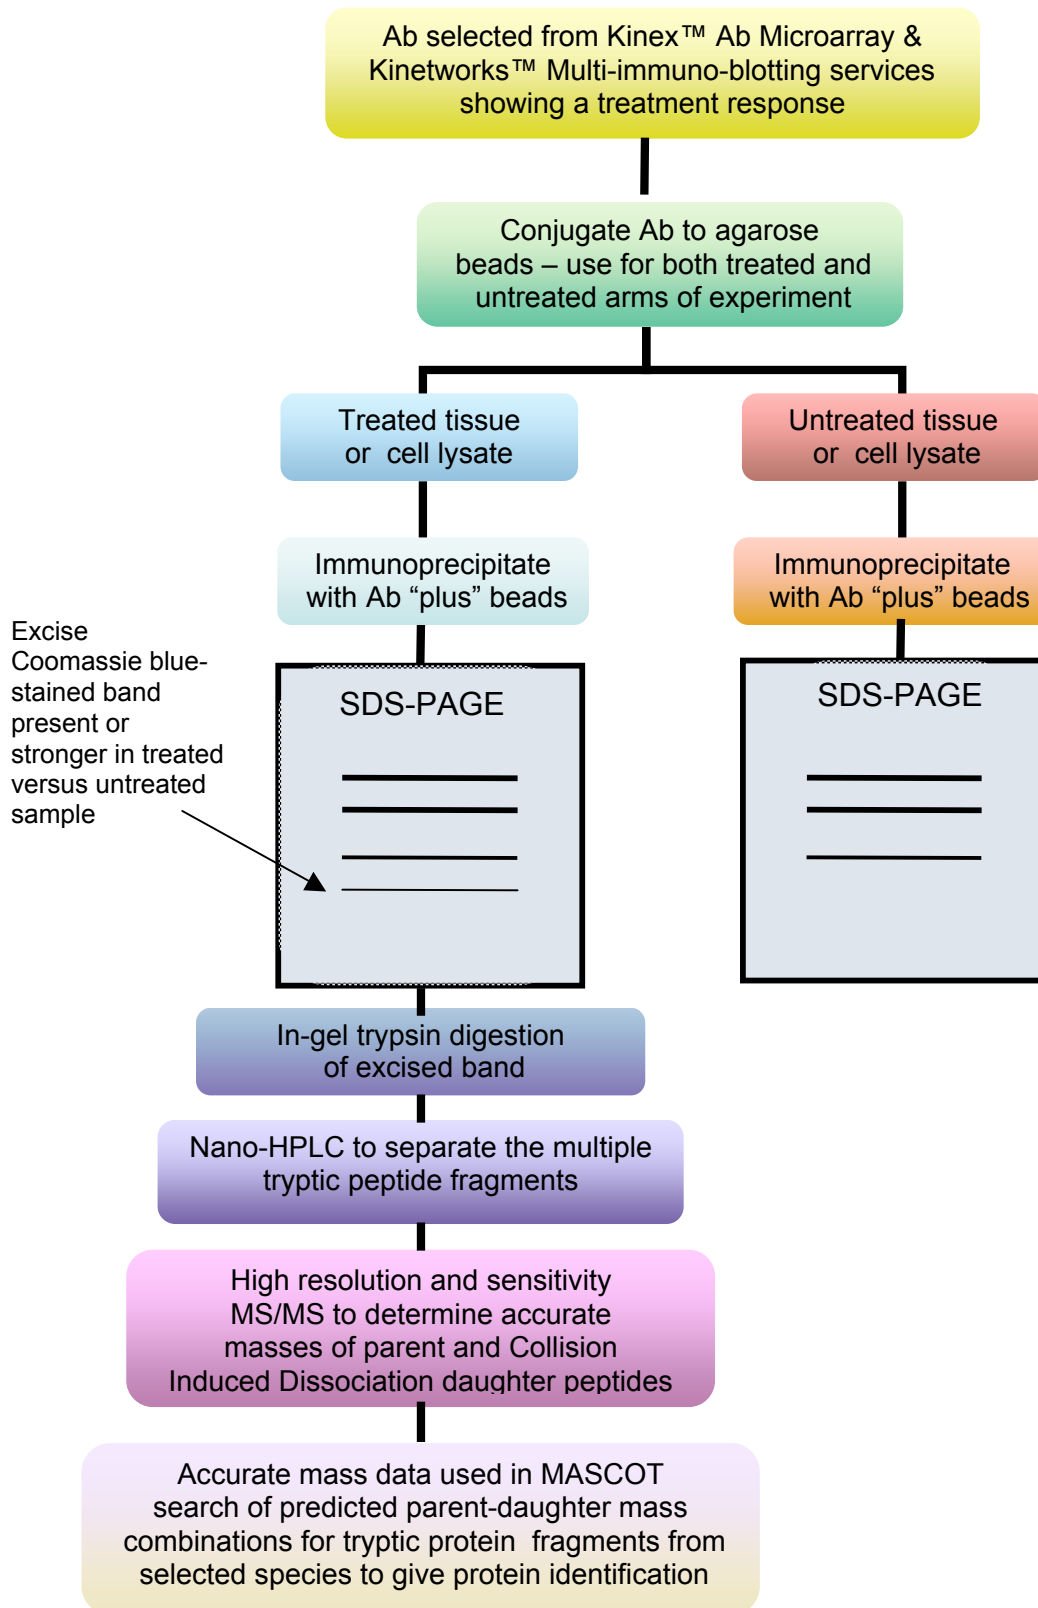 Ab selected from Kinex™ Ab Microarray &
Kinetworks™ Multi-immuno-blotting services
showing a treatment response
Conjugate Ab to agarose
beads – use for both treated and
untreated arms of experiment
Treated tissue
or cell lysate
Untreated tissue
or cell lysate
Immunoprecipitate
with Ab “plus” beads
Immunoprecipitate
with Ab “plus” beads
Excise
Coomassie blue-
stained band
present or
stronger in treated
versus untreated
sample
SDS-PAGE
SDS-PAGE
In-gel trypsin digestion
of excised band
Nano-HPLC to separate the multiple
tryptic peptide fragments
High resolution and sensitivity
MS/MS to determine accurate
masses of parent and Collision
Induced Dissociation daughter peptides
Accurate mass data used in MASCOT
search of predicted parent-daughter mass
combinations for tryptic protein fragments from
selected species to give protein identification